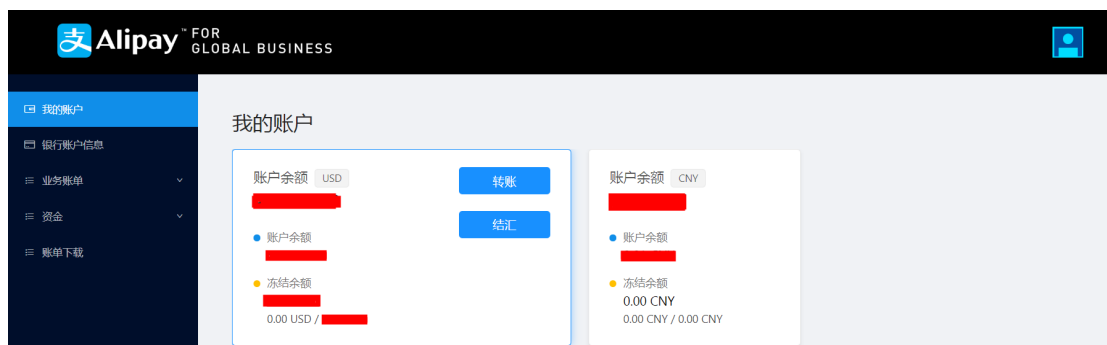 支 Alipay™ FOR
GLOBAL BUSINESS
我的账户
银行账户信息
业务账单
资金
账单下载
我的账户
账户余额 USD
转账
结汇
账户余额
冻结余额
0.00 USD /
账户余额 CNY
账户余额
冻结余额
0.00 CNY
0.00 CNY / 0.00 CNY